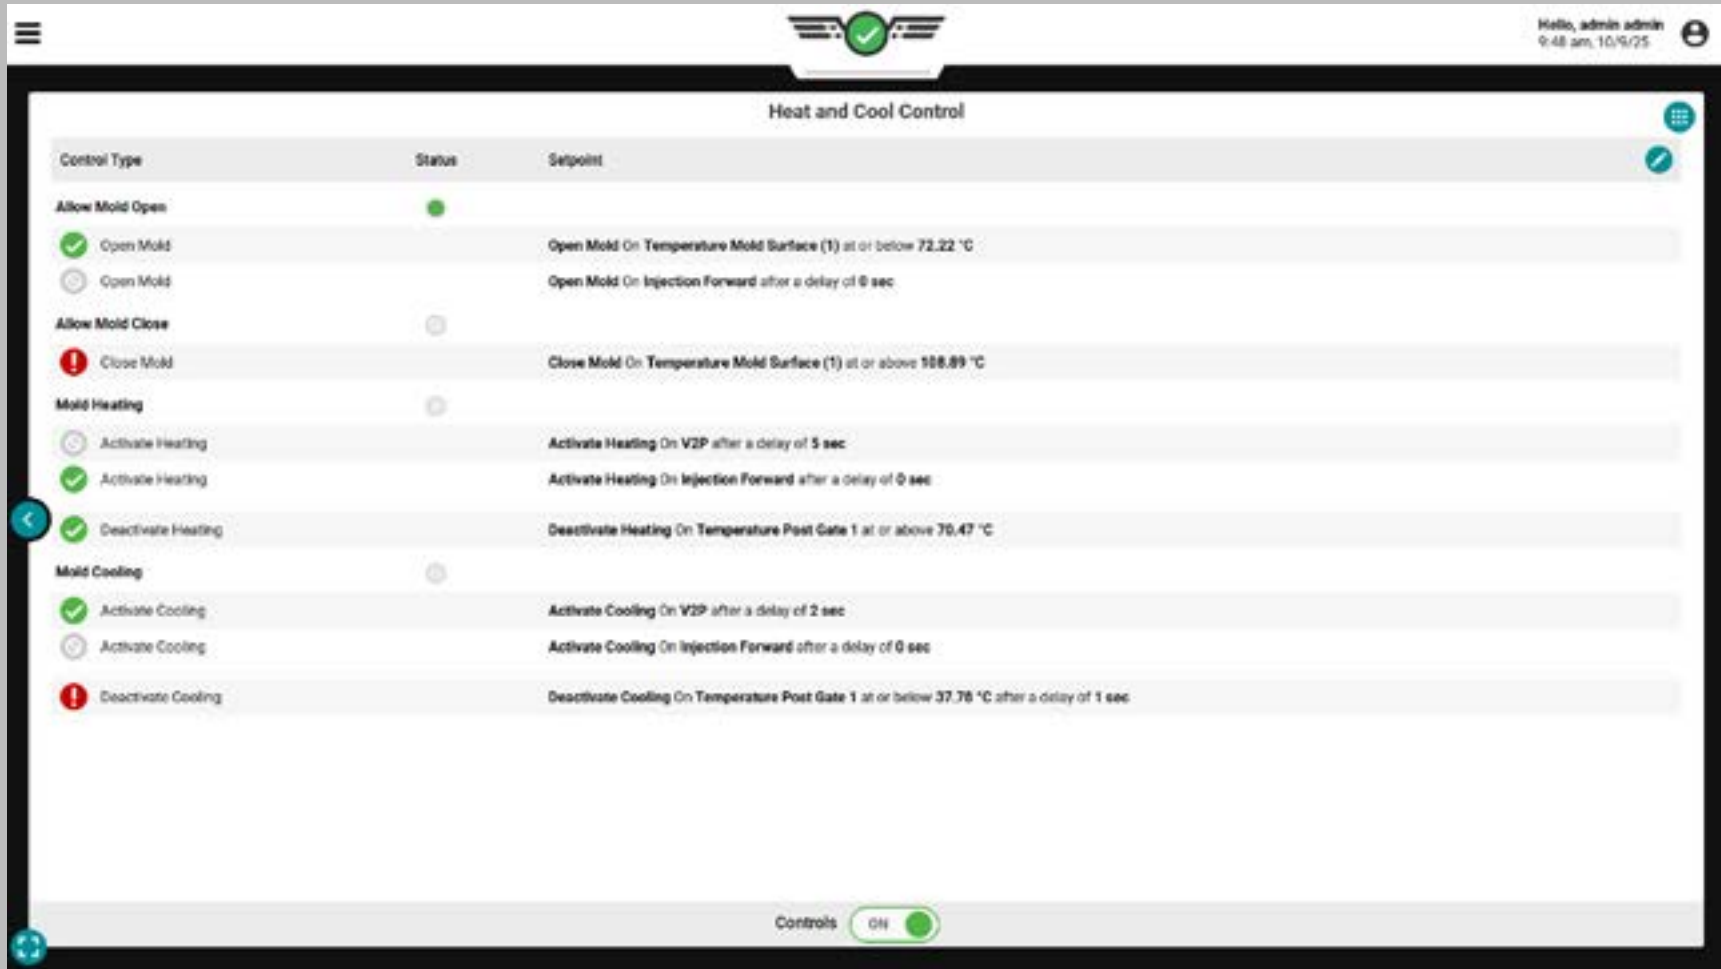 Hello, admin admin
9:48 am, 10/9/25
Heat and Cool Control
Control Type Status Setpoint
Allow Mold Open
Open Mold Open Mold On Temperature Mold Surface (1) at or below 72.22 °C
Open Mold Open Mold On Injection Forward after a delay of 0 sec
Allow Mold Close
Close Mold Close Mold On Temperature Mold Surface (1) at or above 108.89 °C
Mold Heating
Activate Heating Activate Heating On V2P after a delay of 5 sec
Activate Heating Activate Heating On Injection Forward after a delay of 0 sec
Deactivate Heating Deactivate Heating On Temperature Post Gate 1 at or above 70.47 °C
Mold Cooling
Activate Cooling Activate Cooling On V2P after a delay of 2 sec
Activate Cooling Activate Cooling On Injection Forward after a delay of 0 sec
Deactivate Cooling Deactivate Cooling On Temperature Post Gate 1 at or below 37.78 °C after a delay of 1 sec
Controls ON